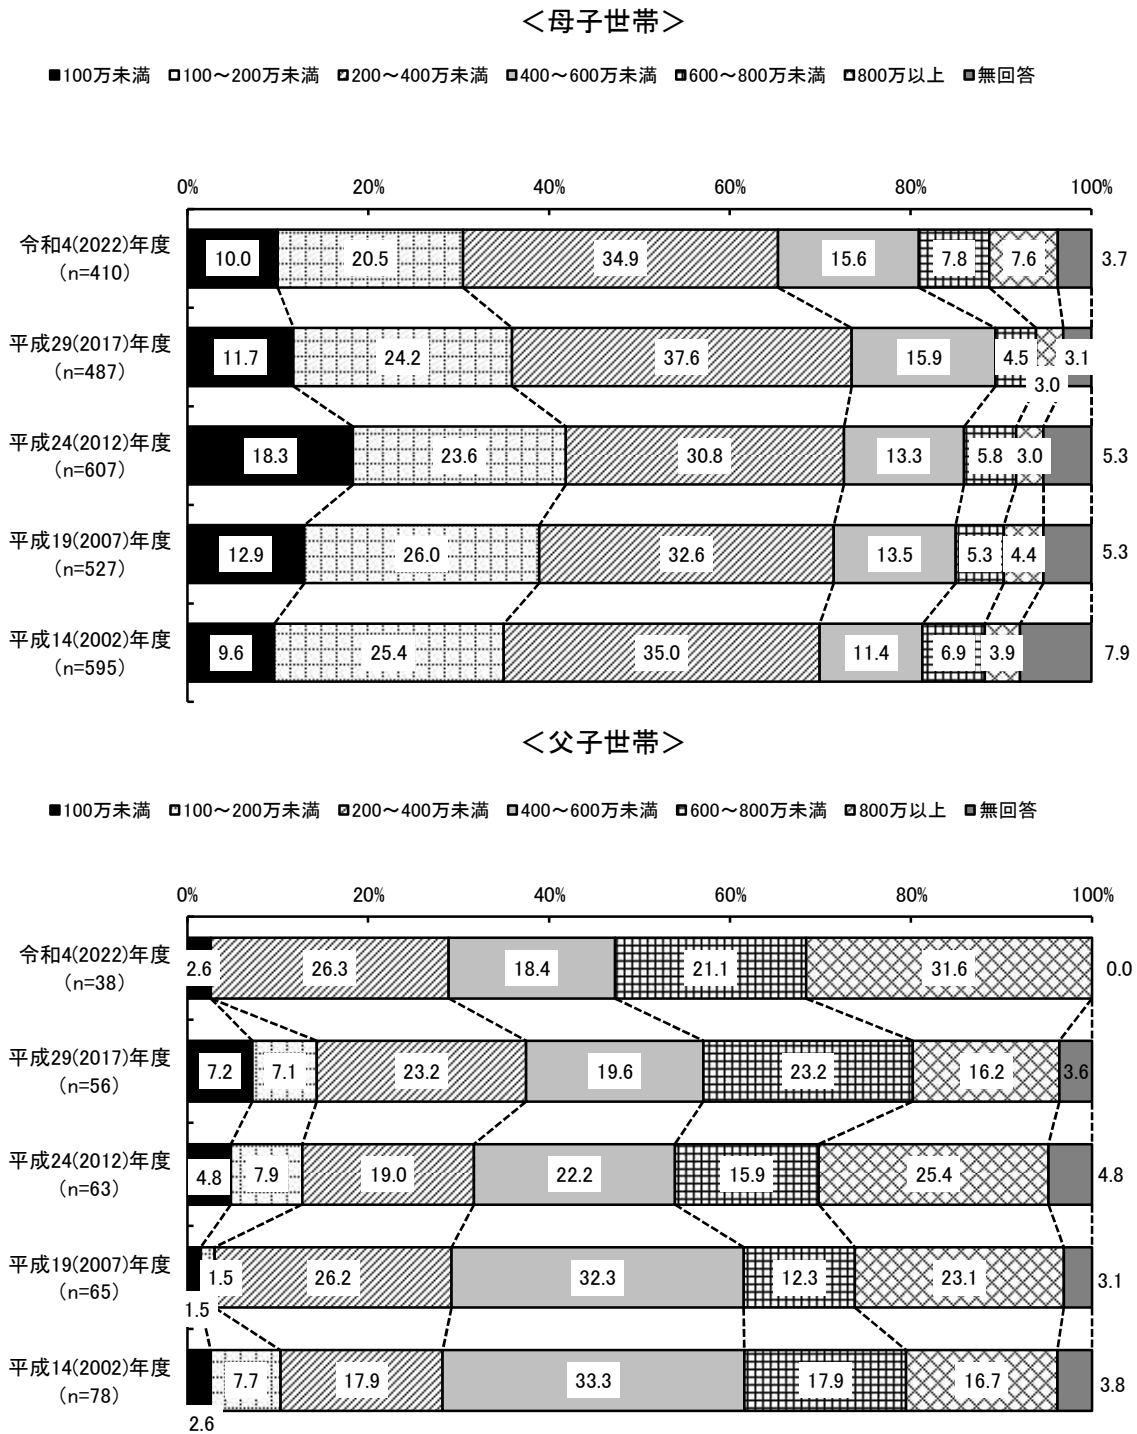 ＜母子世帯＞
■100万未満 □100～200万未満 □200～400万未満 □400～600万未満 □600～800万未満 □800万以上 ■無回答
0% 20% 40% 60% 80% 100%
令和4(2022)年度
(n=410)
10.0 20.5 34.9 15.6 7.8 7.6 3.7
平成29(2017)年度
(n=487)
11.7 24.2 37.6 15.9 4.5 3.0 3.1
平成24(2012)年度
(n=607)
18.3 23.6 30.8 13.3 5.8 3.0 5.3
平成19(2007)年度
(n=527)
12.9 26.0 32.6 13.5 5.3 4.4 5.3
平成14(2002)年度
(n=595)
9.6 25.4 35.0 11.4 6.9 3.9 7.9
＜父子世帯＞
■100万未満 □100～200万未満 □200～400万未満 □400～600万未満 □600～800万未満 □800万以上 ■無回答
0% 20% 40% 60% 80% 100%
令和4(2022)年度
(n=38)
2.6 26.3 18.4 21.1 31.6 0.0
平成29(2017)年度
(n=56)
7.2 7.1 23.2 19.6 23.2 16.2 3.6
平成24(2012)年度
(n=63)
4.8 7.9 19.0 22.2 15.9 25.4 4.8
平成19(2007)年度
(n=65)
1.5 1.5 26.2 32.3 12.3 23.1 3.1
平成14(2002)年度
(n=78)
2.6 7.7 17.9 33.3 17.9 16.7 3.8